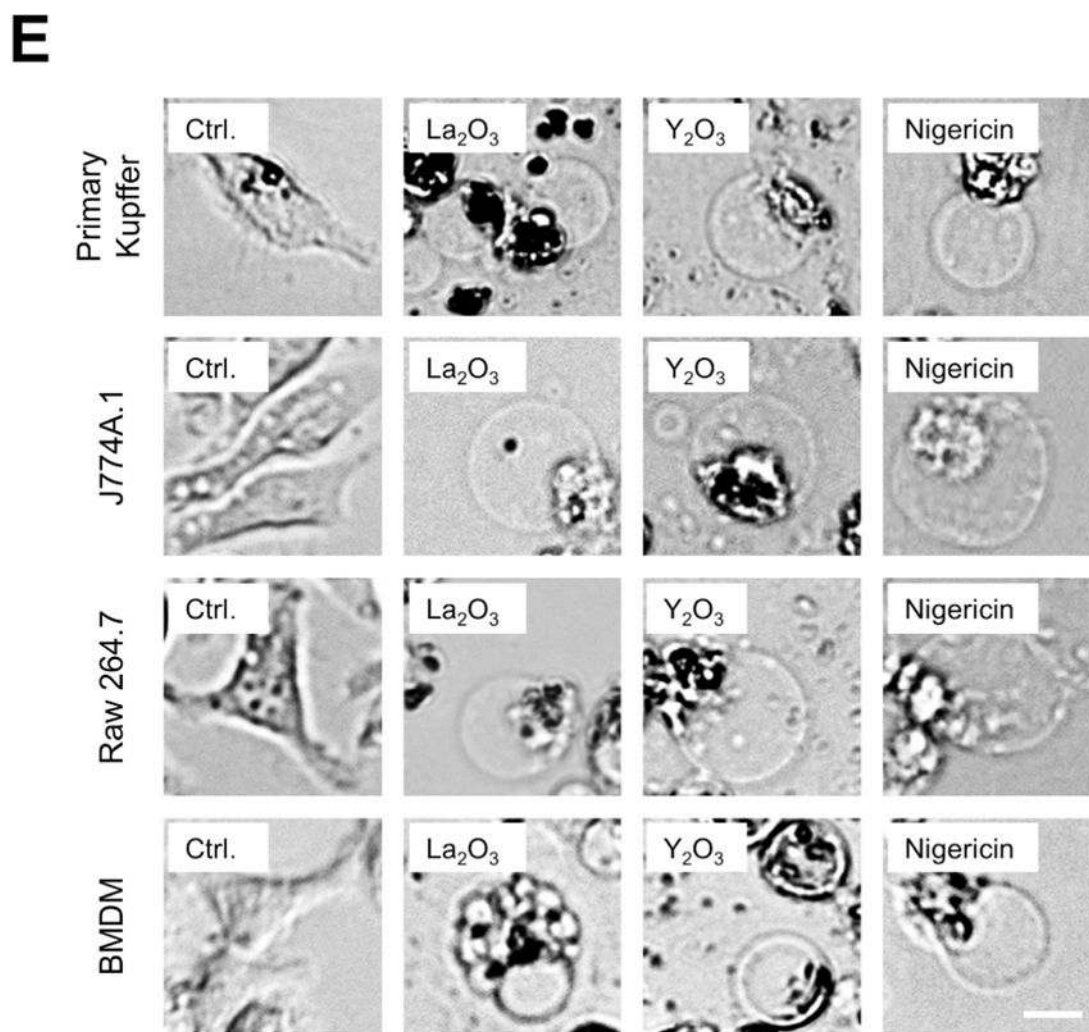 E
Primary
Kupffer
Ctrl.
La₂O₃
Y₂O₃
Nigericin
J774A.1
Ctrl.
La₂O₃
Y₂O₃
Nigericin
Raw 264.7
Ctrl.
La₂O₃
Y₂O₃
Nigericin
BMDM
Ctrl.
La₂O₃
Y₂O₃
Nigericin